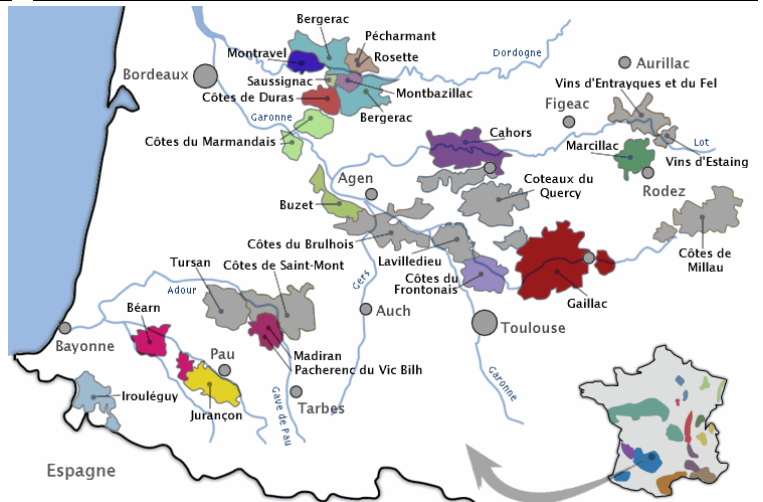 Bergerac
Pécharmant
Montravel
Rosette
Dordogne
Bordeaux
Saussignac
Aurillac
Côtes de Duras
Montbazillac
Vins d'Entrayques et du Fel
Garonne
Bergerac
Figeac
Côtes du Marmandais
Cahors
Marcillac
Lot
Vins d'Estaing
Agen
Coteaux du
Quercy
Rodez
Buzet
Côtes du Brulhois
Lavilledieu
Côtes de
Millau
Tursan
Côtes de Saint-Mont
Gers
Côtes du
Frontonais
Adour
Gaillac
Béarn
Auch
Toulouse
Bayonne
Pau
Madiran
Pacherenc du Vic Bilh
Irouléguy
Jurançon
Gave de Pau
Tarbes
Garonne
Espagne